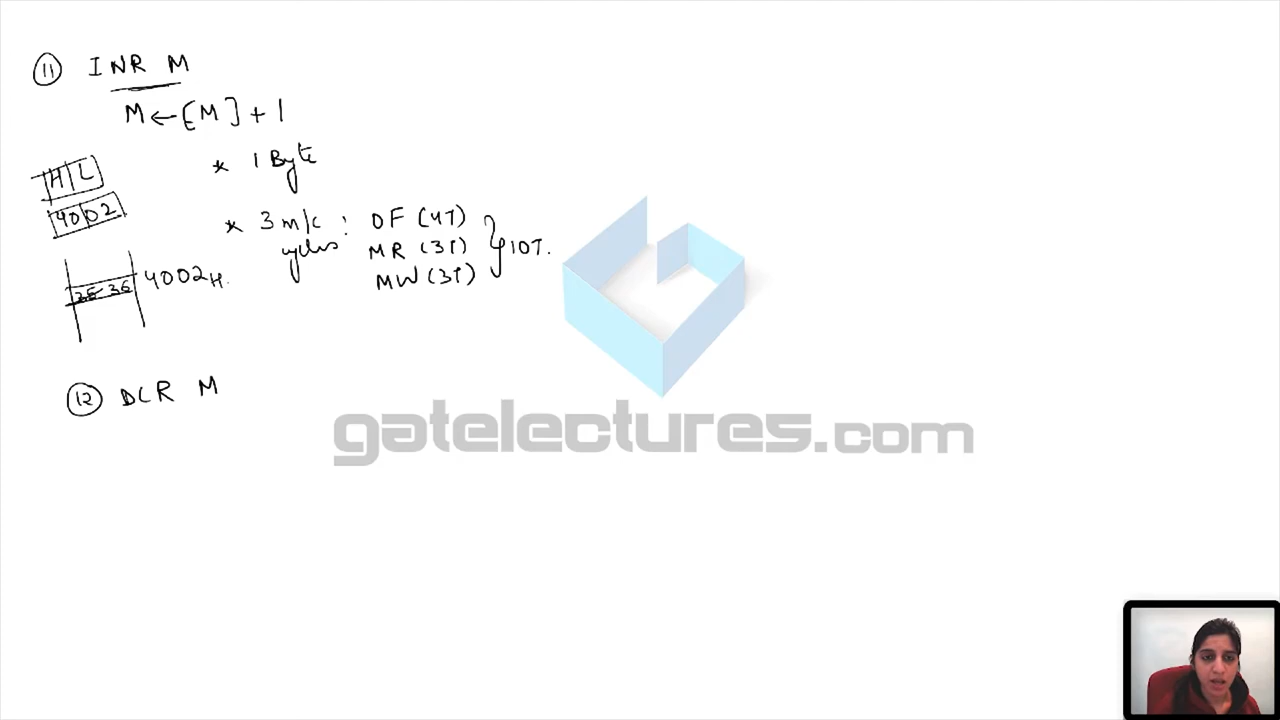 11 INR M
M ← [M] + 1
* 1 Byte
H L
40 02
* 3 m/c cycles : OF (4T)
MR (3T)
MW (3T)
10T.
4002H.
35 36
12 DCR M
gatelectures.com